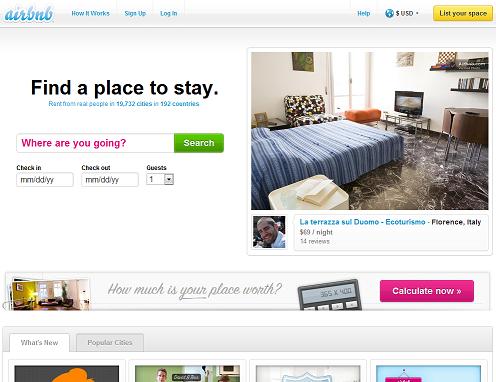 airbnb
How It Works Sign Up Log In Help $ USD List your space
Find a place to stay.
Rent from real people in 19,732 cities in 192 countries
Where are you going? Search
Check in Check out Guests
mm/dd/yy mm/dd/yy 1
La terrazza sul Duomo - Ecoturismo - Florence, Italy
$69 / night
14 reviews
How much is your place worth?
365 X 400
Calculate now »
What's New Popular Cities